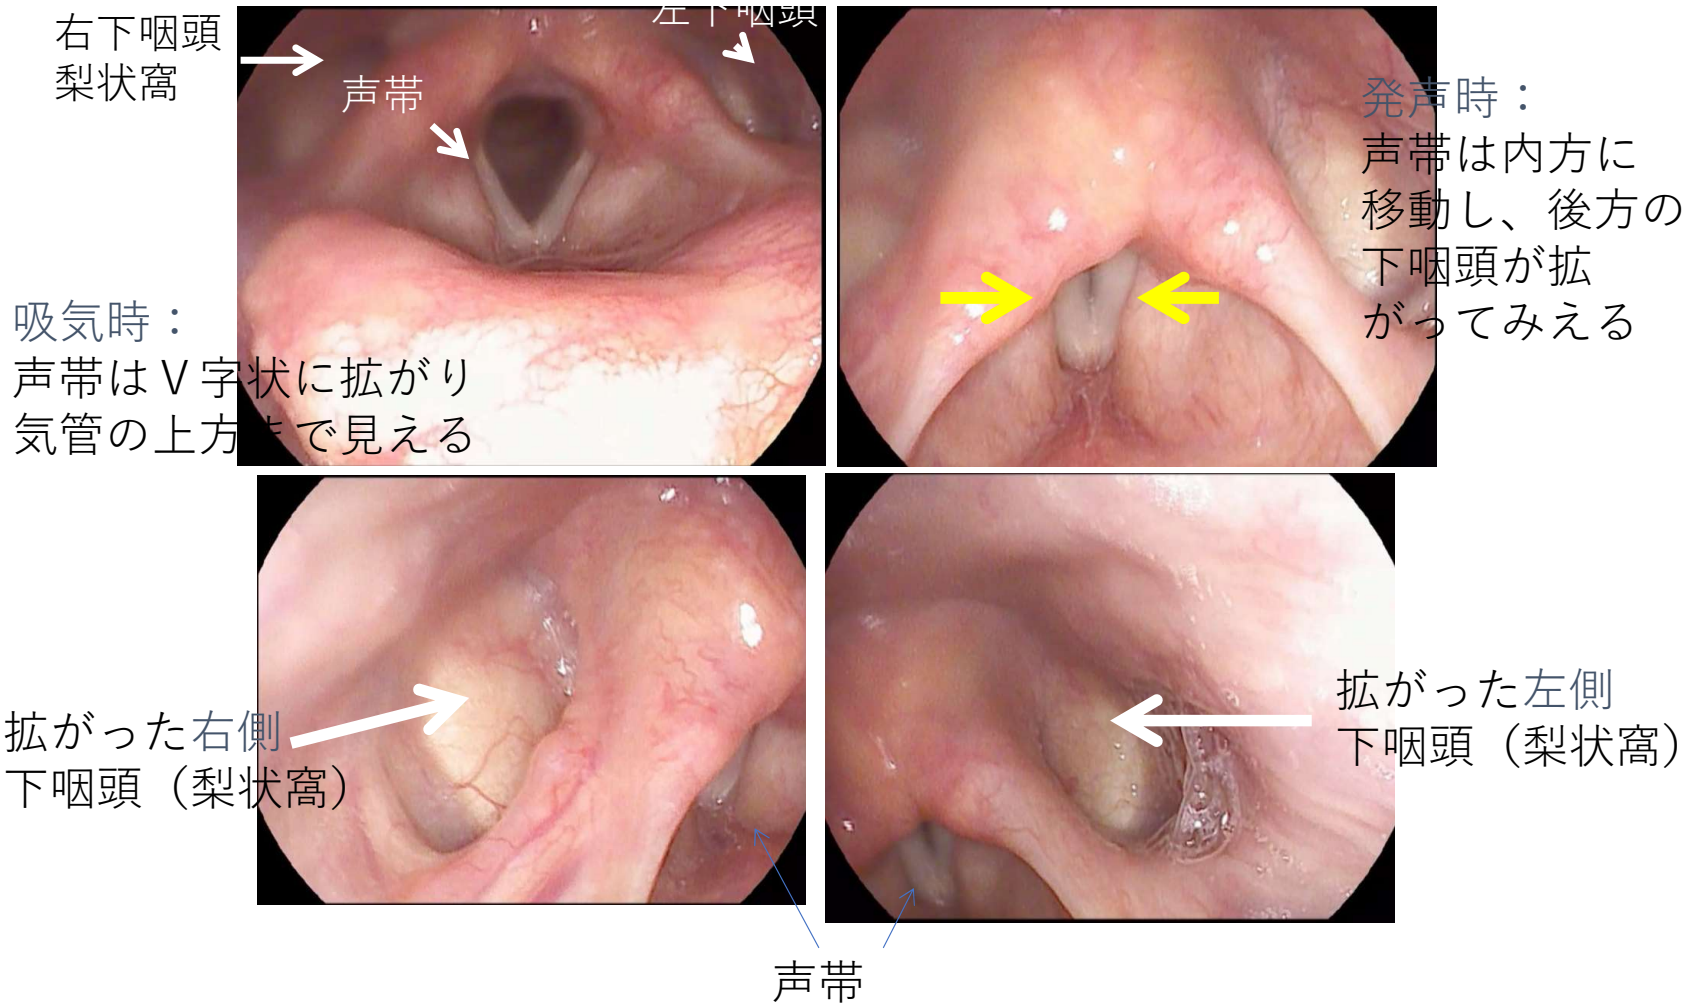 右下咽頭
梨状窩
声帯
左下咽頭
吸気時：
声帯はＶ字状に拡がり
気管の上方まで見える
発声時：
声帯は内方に
移動し、後方の
下咽頭が拡
がってみえる
拡がった右側
下咽頭（梨状窩）
拡がった左側
下咽頭（梨状窩）
声帯